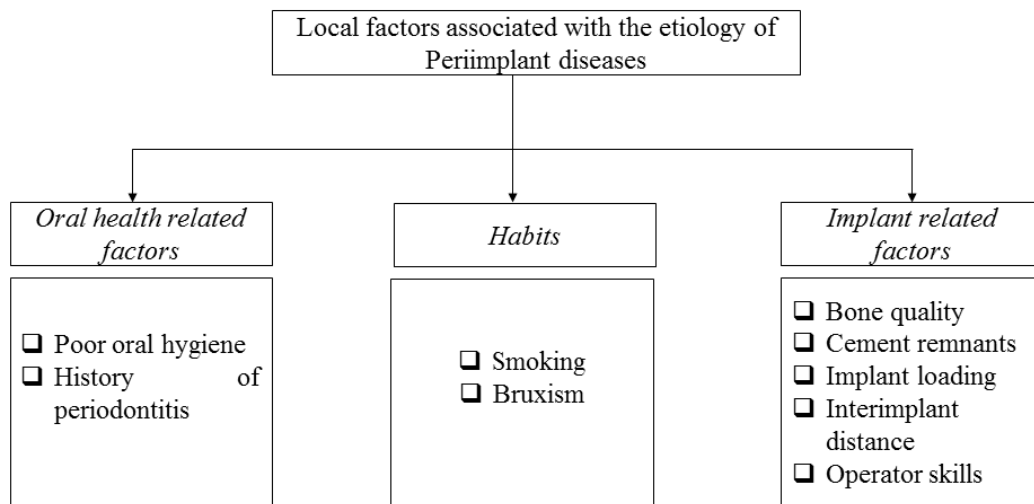 Local factors associated with the etiology of
Periimplant diseases
Oral health related
factors
Habits
Implant related
factors
❑ Poor oral hygiene
❑ History of
periodontitis
❑ Smoking
❑ Bruxism
❑ Bone quality
❑ Cement remnants
❑ Implant loading
❑ Interimplant
distance
❑ Operator skills